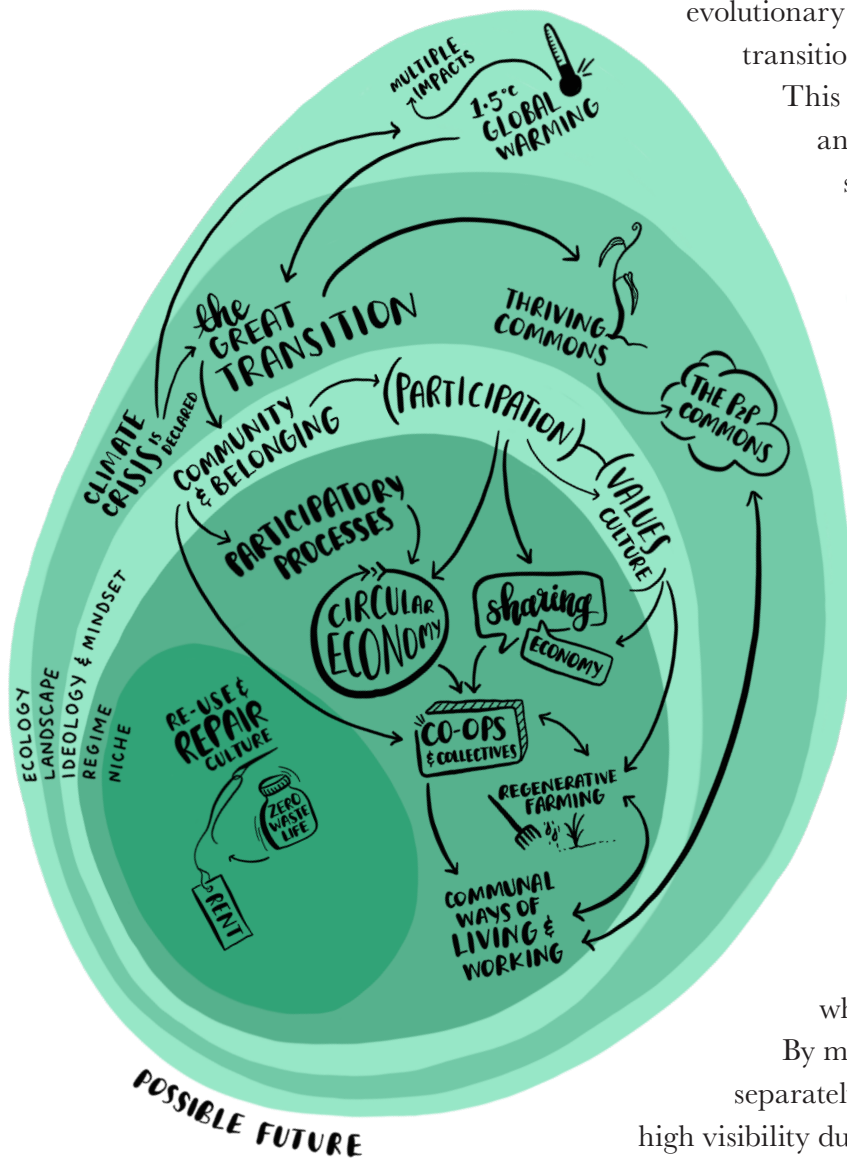 evolutionary
transitio
This
an
s
MULTIPLE
IMPACTS
1.5°C
GLOBAL
WARMING
the
GREAT
TRANSITION
THRIVING
COMMONS
THE P2P
COMMONS
CLIMATE
CRISIS IS
DECLARED
COMMUNITY
& BELONGING
(PARTICIPATION)
(VALUES
CULTURE)
PARTICIPATORY
PROCESSES
CIRCULAR
ECONOMY
sharing
ECONOMY
CO-OPS
& COLLECTIVES
REGENERATIVE
FARMING
COMMUNAL
WAYS OF
LIVING &
WORKING
RE-USE &
REPAIR
CULTURE
ZERO
WASTE
LIFE
RENT
ECOLOGY
LANDSCAPE
IDEOLOGY & MINDSET
REGIME
NICHE
POSSIBLE FUTURE
wh
By m
separatel
high visibility du